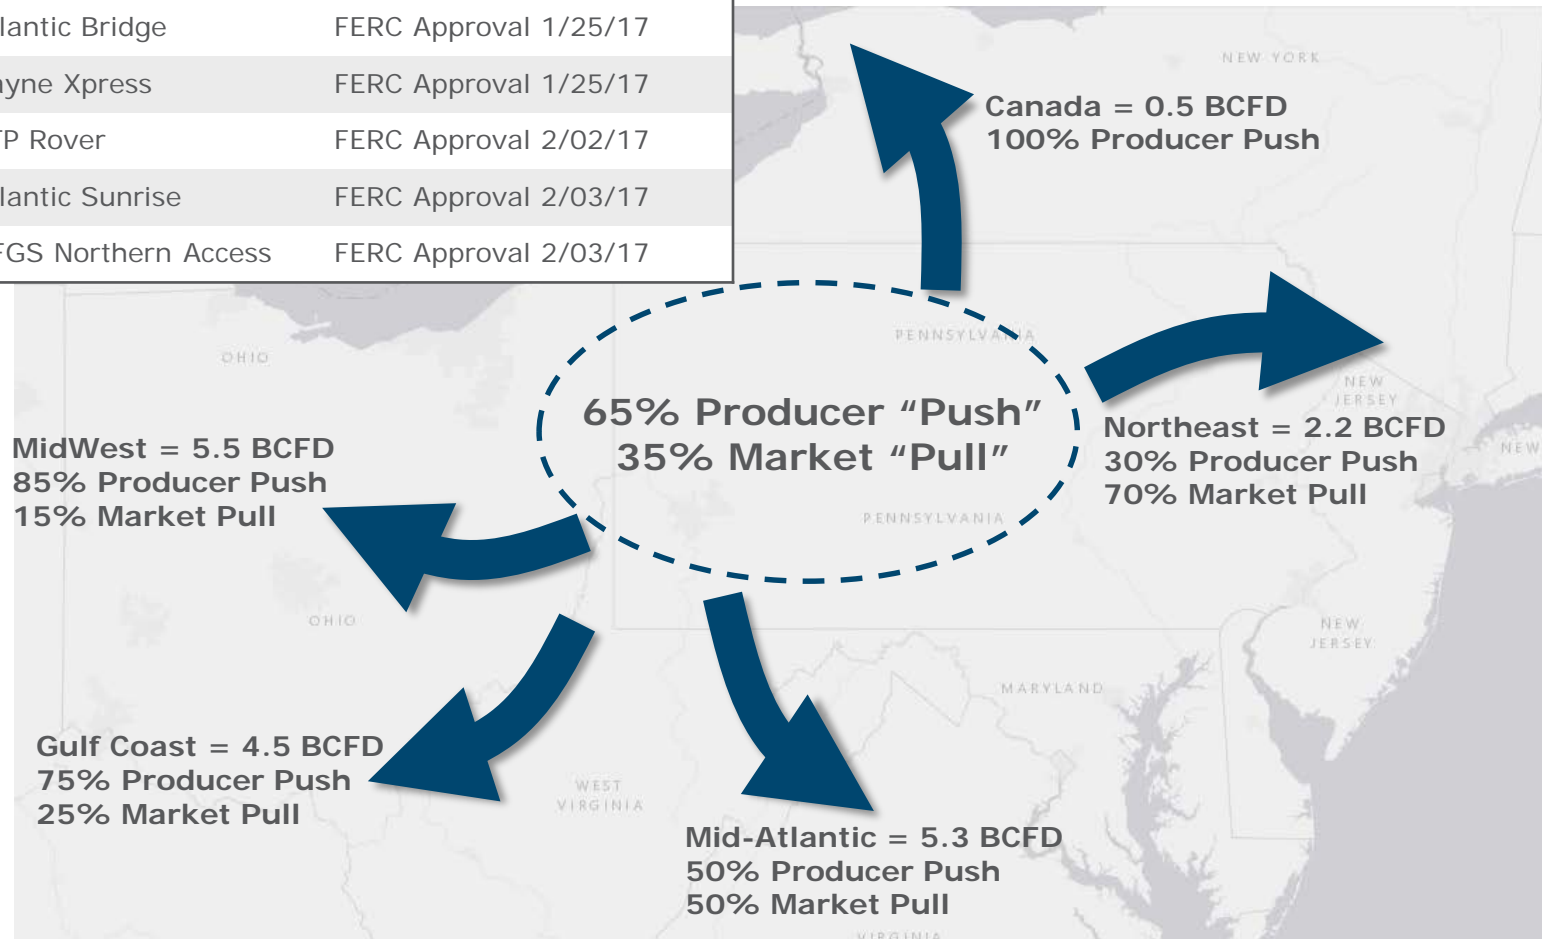 lantic Bridge FERC Approval 1/25/17
yne Xpress FERC Approval 1/25/17
P Rover FERC Approval 2/02/17
lantic Sunrise FERC Approval 2/03/17
GS Northern Access FERC Approval 2/03/17
NEW YORK
Canada = 0.5 BCFD
100% Producer Push
PENNSYLVANIA
OHIO
NEW
JERSEY
65% Producer “Push”
35% Market “Pull”
Northeast = 2.2 BCFD
30% Producer Push
70% Market Pull
NEW
MidWest = 5.5 BCFD
85% Producer Push
15% Market Pull
PENNSYLVANIA
OHIO
NEW
JERSEY
MARYLAND
Gulf Coast = 4.5 BCFD
75% Producer Push
25% Market Pull
WEST
VIRGINIA
Mid-Atlantic = 5.3 BCFD
50% Producer Push
50% Market Pull
VIRGINIA